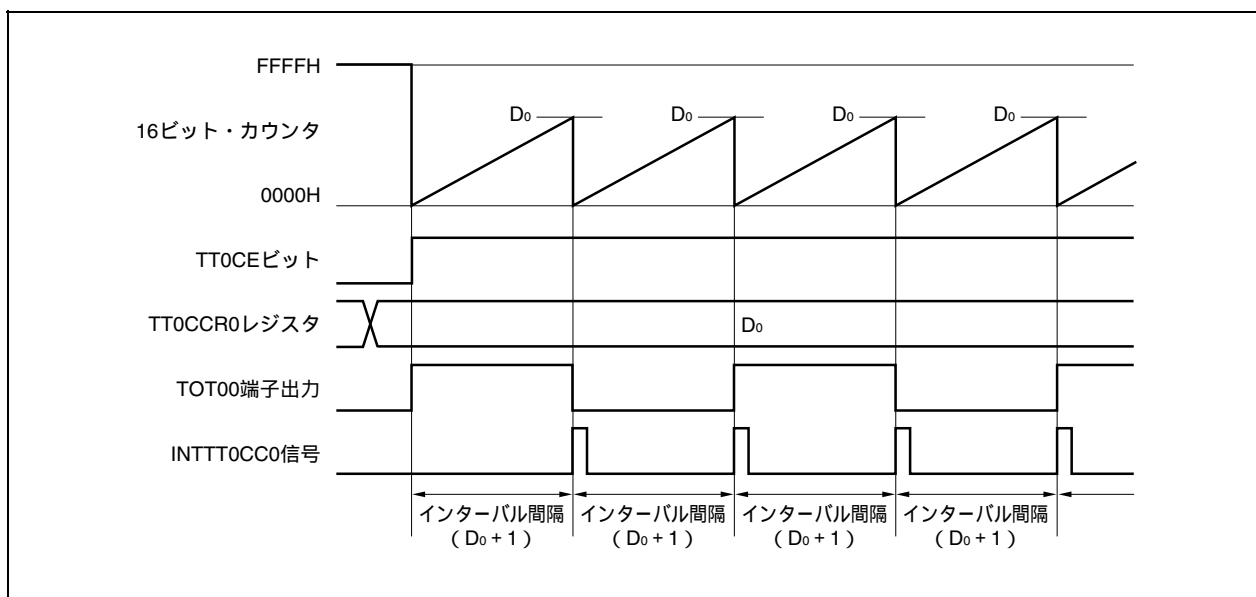 FFFFH
16ビット・カウンタ
0000H
D0 D0 D0 D0
TT0CEビット
TT0CCR0レジスタ
D0
TOT00端子出力
INTTT0CC0信号
インターバル間隔 インターバル間隔 インターバル間隔 インターバル間隔
（D0 + 1） （D0 + 1） （D0 + 1） （D0 + 1）